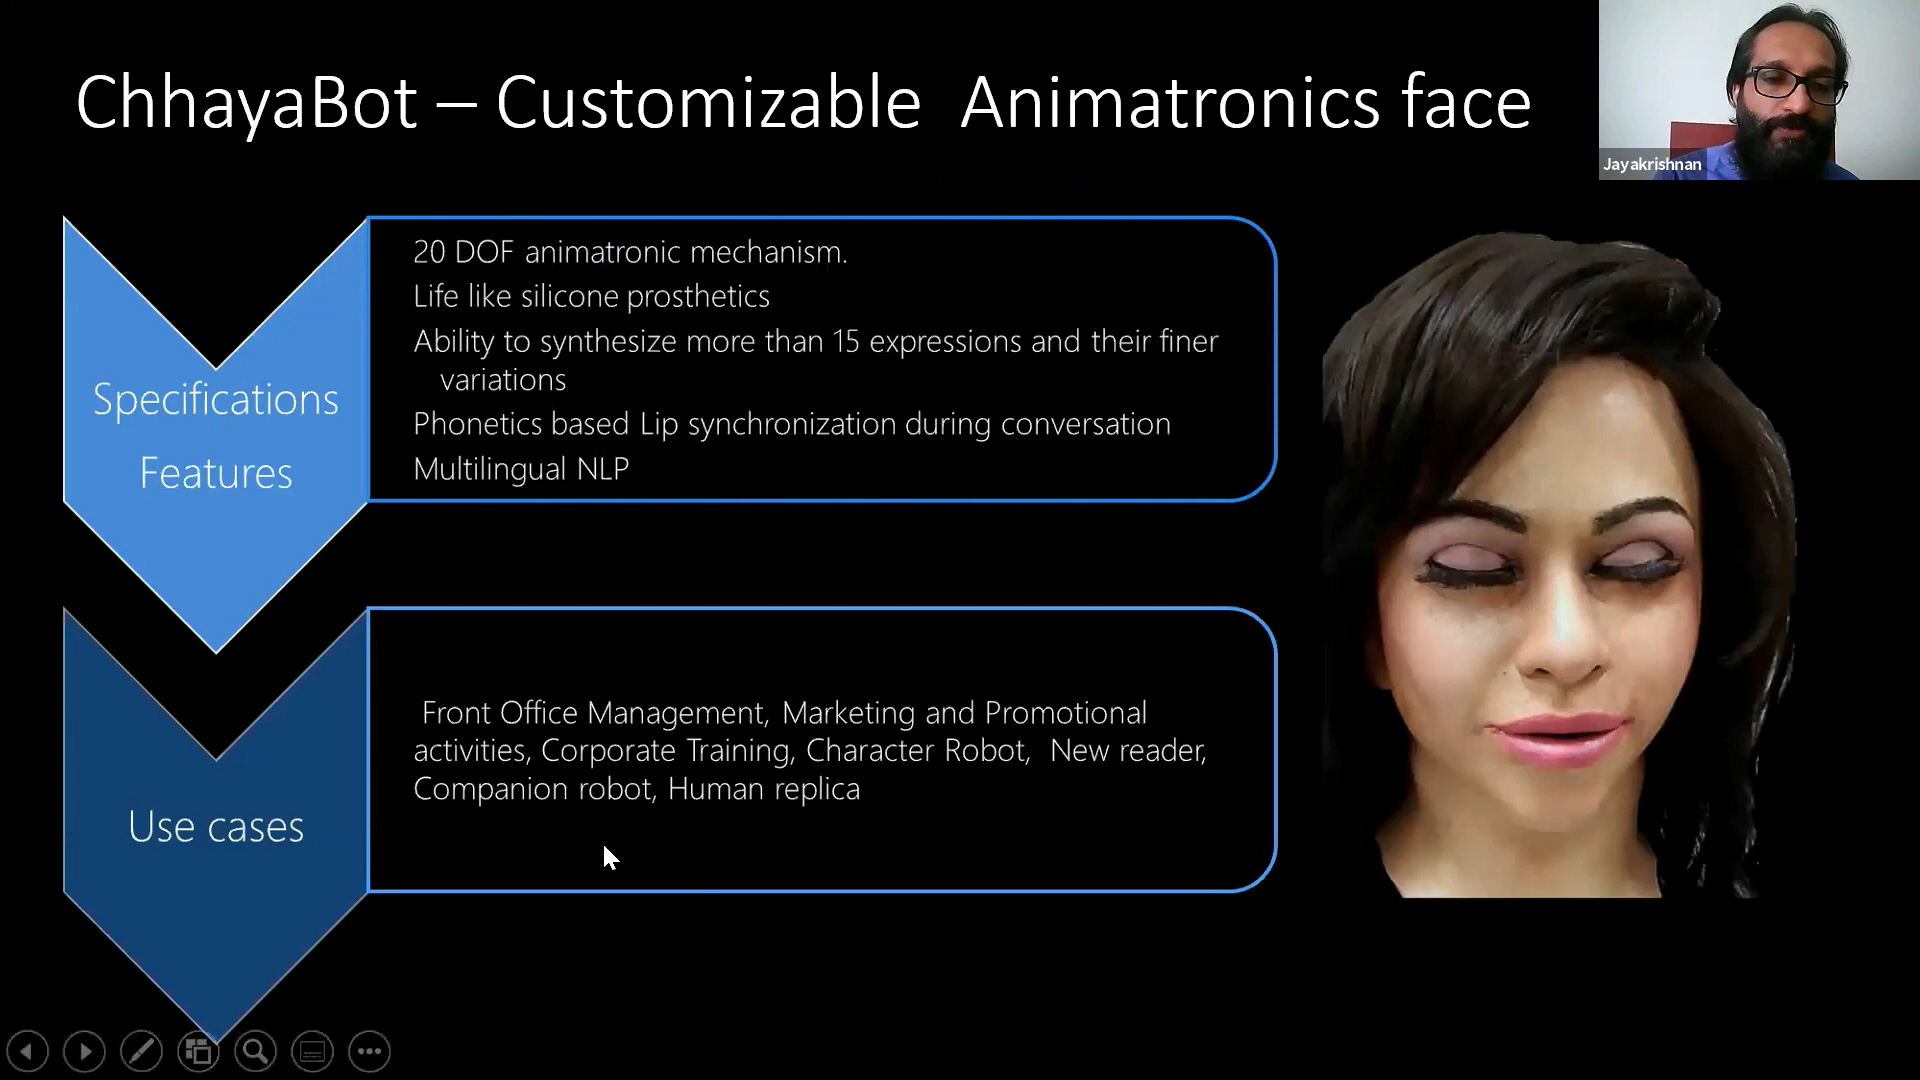 ChhayaBot – Customizable Animatronics face
Jayakrishnan
20 DOF animatronic mechanism.
Life like silicone prosthetics
Ability to synthesize more than 15 expressions and their finer
variations
Phonetics based Lip synchronization during conversation
Multilingual NLP
Specifications
Features
Front Office Management, Marketing and Promotional
activities, Corporate Training, Character Robot, New reader,
Companion robot, Human replica
Use cases